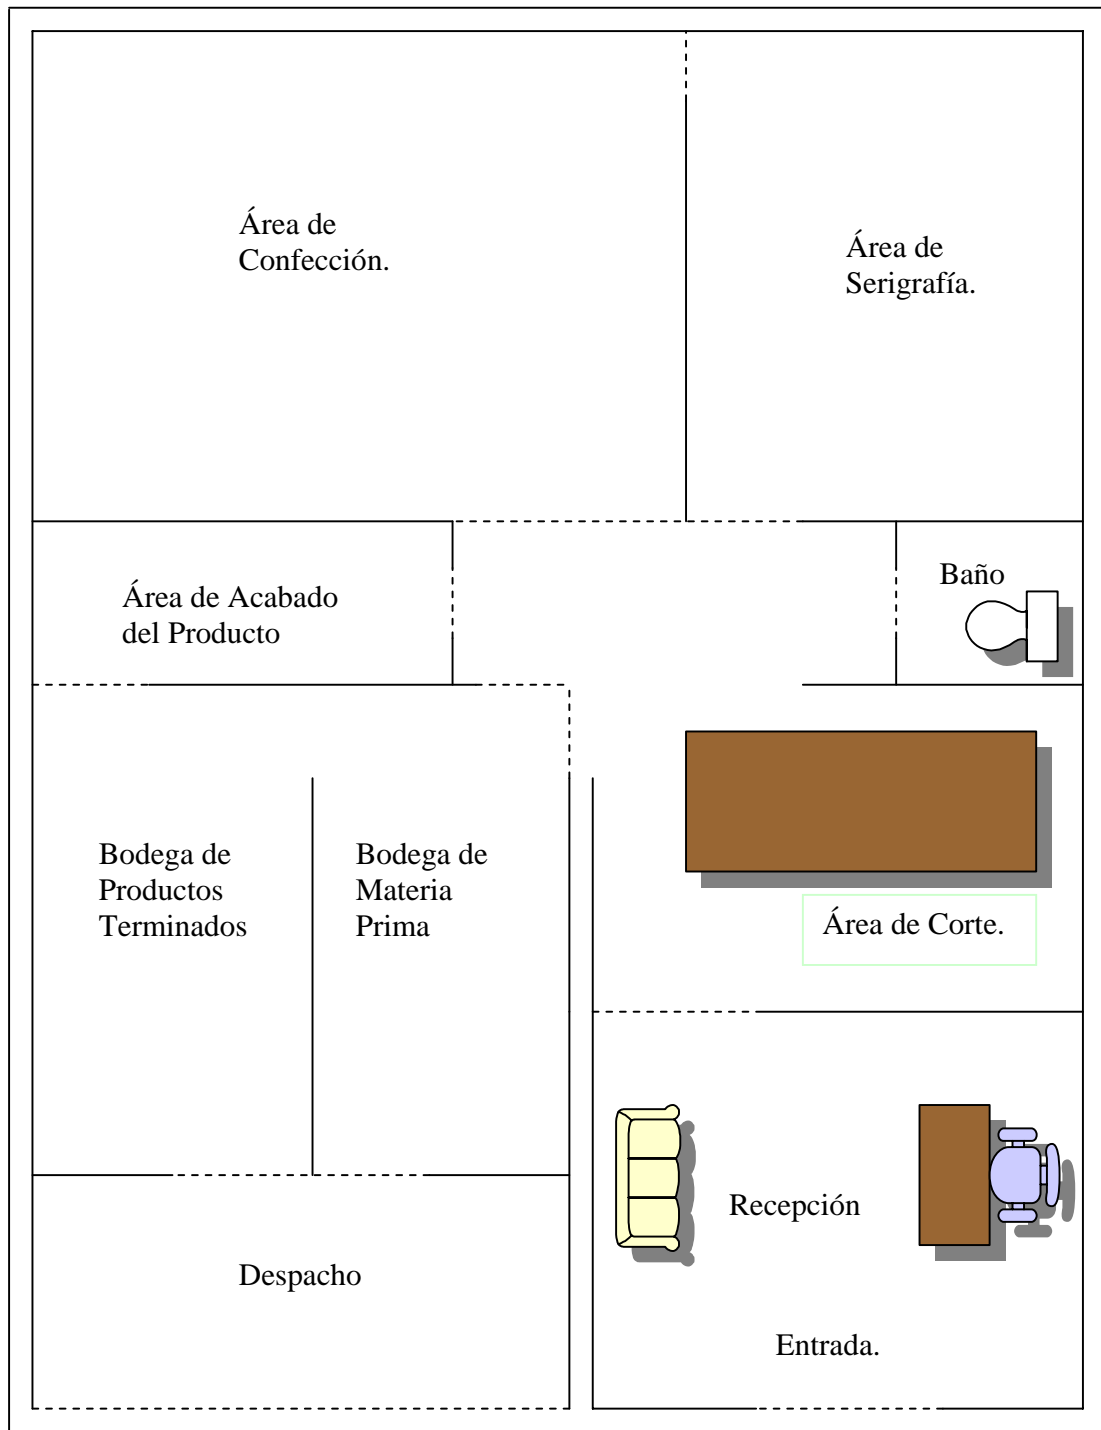 Área de
Confección.
Área de
Serigrafía.
Área de Acabado
del Producto
Baño
Bodega de
Productos
Terminados
Bodega de
Materia
Prima
Área de Corte.
Recepción
Despacho
Entrada.